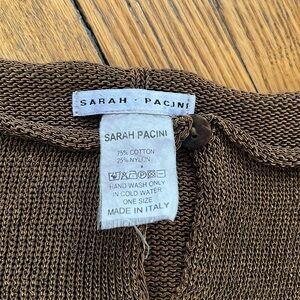 SARAH · PACINI
SARAH PACINI
75% COTTON
25% NYLON
HAND WASH ONLY
IN COLD WATER
ONE SIZE
MADE IN ITALY